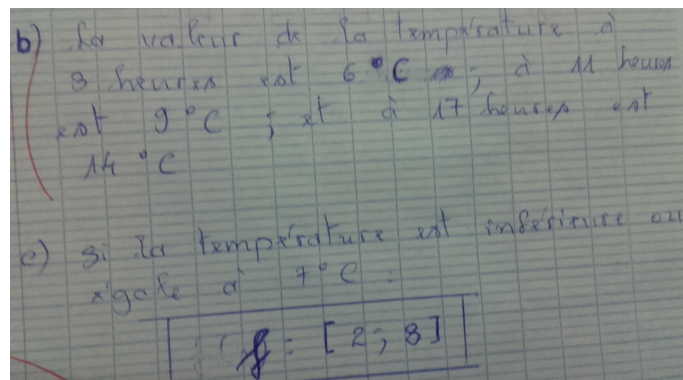 b) La valeur de la température à
3 heures est 6 °C ; à 11 heures
est 9 °C ; et à 17 heures est
14 °C
c) Si la température est inférieure ou
égale à 7 °C :
= [2 ; 8]